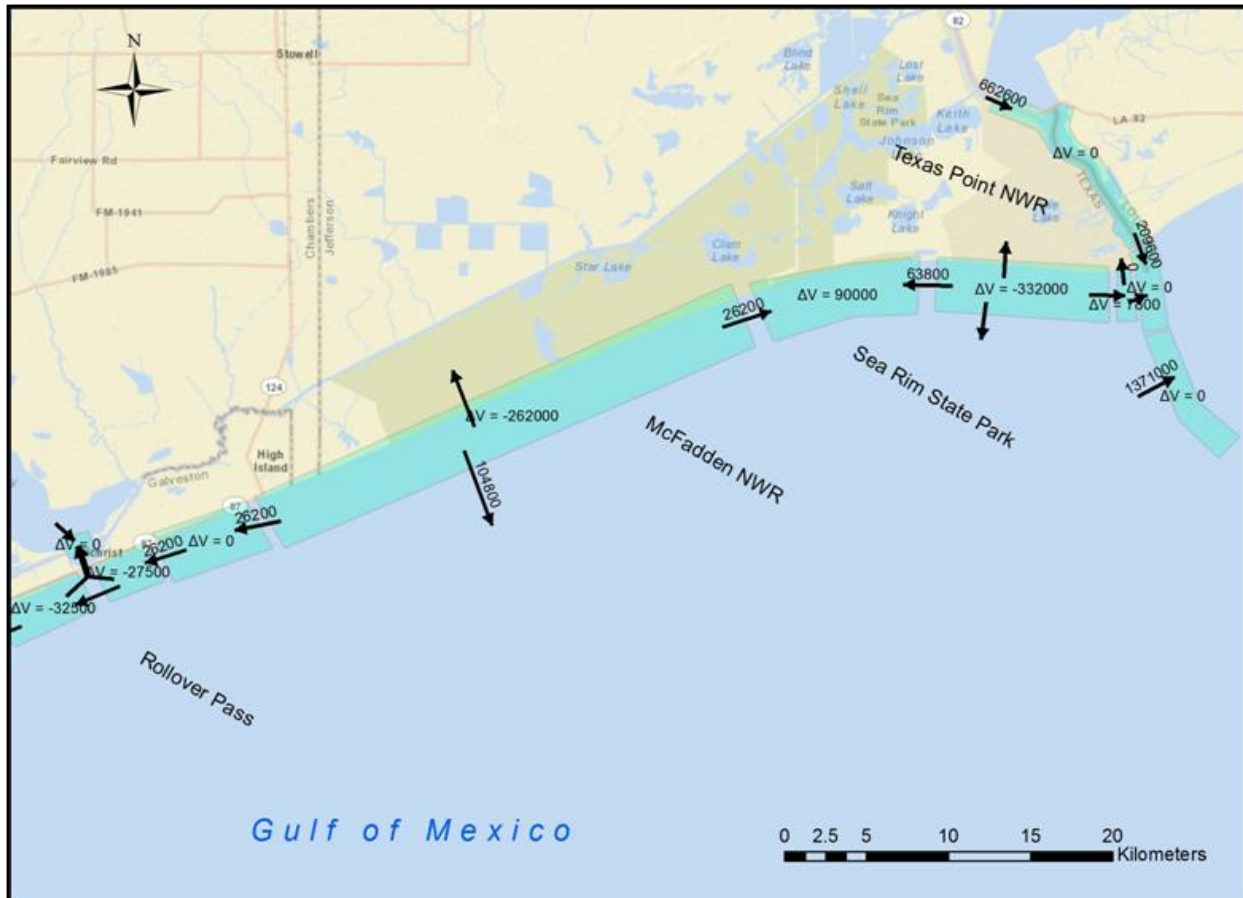 N
Stowell
Fairview Rd
FM-1941
FM-1985
Chambers
Jefferson
124
High
Island
Galveston
87
Blind
Lake
Lost
Lake
Shell
Lake
Sea
Rim
State Park
Keith
Lake
Johnson
Salt
Lake
Knight
Lake
Clam
Lake
Star Lake
82
662600
LA-82
ΔV = 0
TEXAS
Texas Point NWR
Lake
209600
0
ΔV = 0
63800
ΔV = -332000
ΔV = 90000
26200
1371000
ΔV = 0
Sea Rim State Park
McFadden NWR
ΔV = -262000
104800
26200
26200
ΔV = 0
ΔV = 0
ΔV = -27500
ΔV = -32500
Rollover Pass
Gulf of Mexico
0 2.5 5 10 15 20
Kilometers